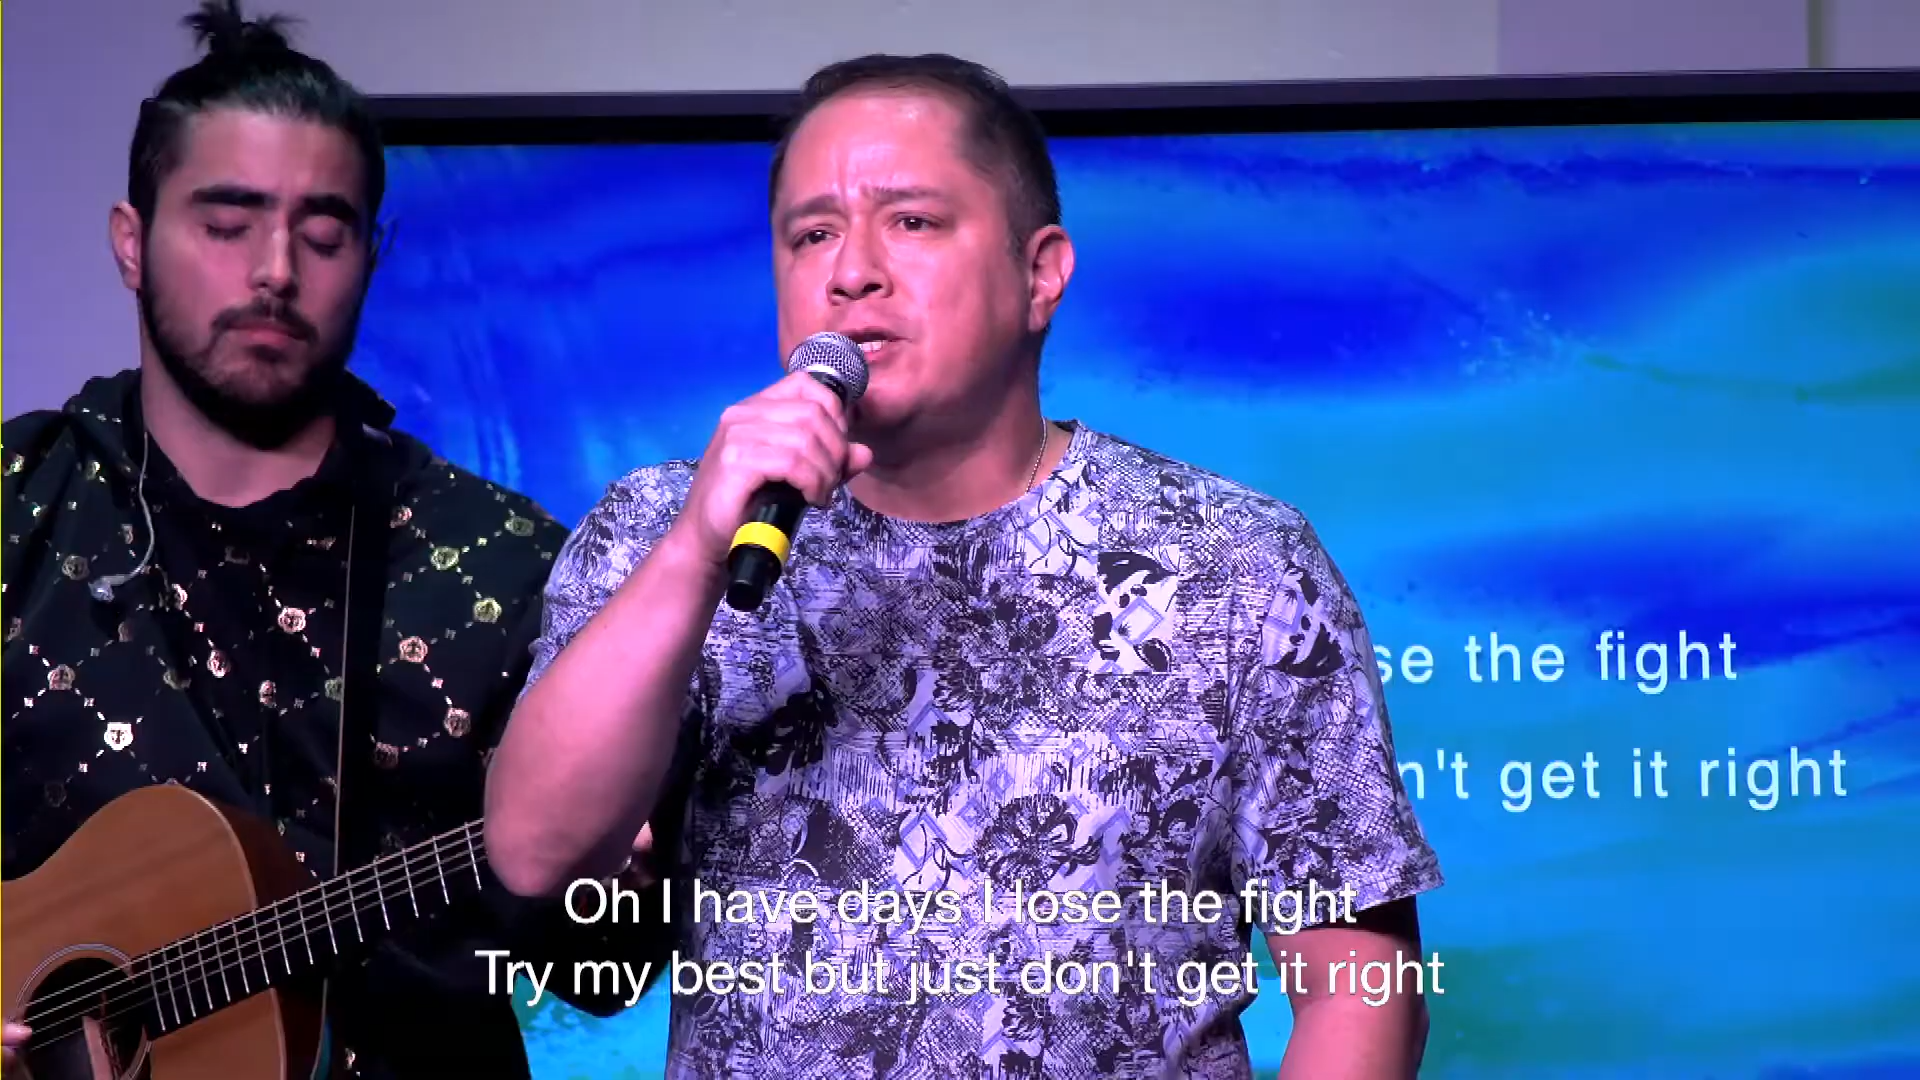 se the fight
n't get it right
Oh I have days I lose the fight
Try my best but just don't get it right